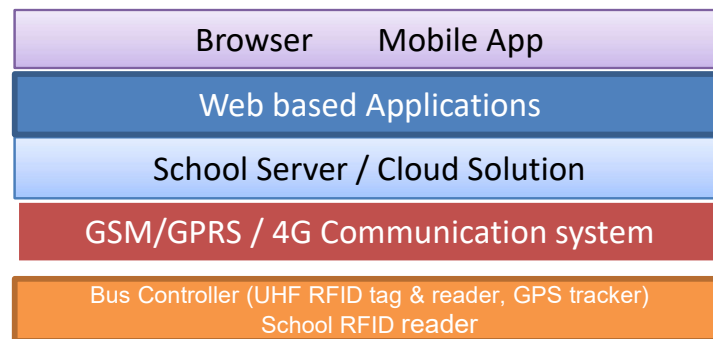 Browser Mobile App
Web based Applications
School Server / Cloud Solution
GSM/GPRS / 4G Communication system
Bus Controller (UHF RFID tag & reader, GPS tracker)
School RFID reader